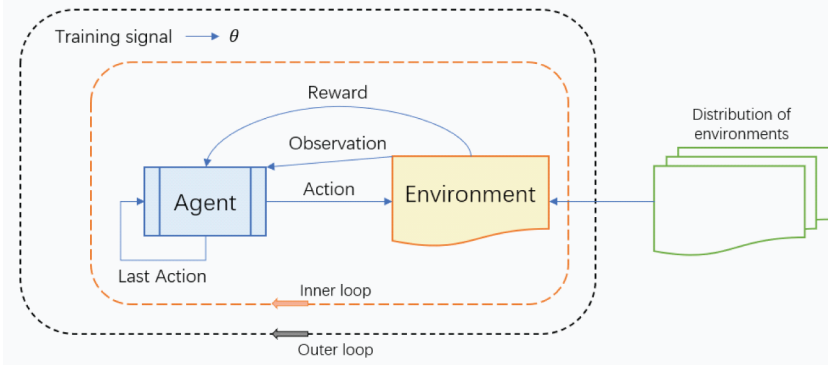 Training signal θ
Reward
Distribution of
environments
Observation
Agent
Action
Environment
Last Action
Inner loop
Outer loop